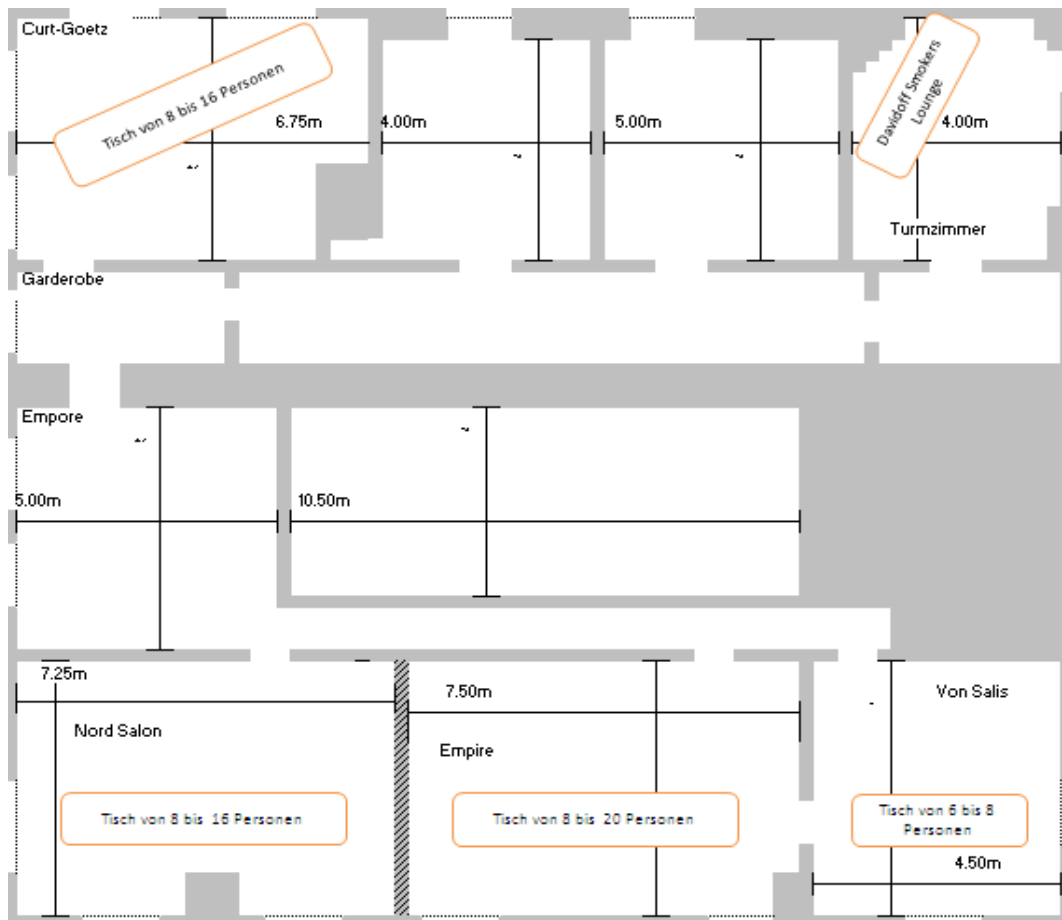 Curt-Goetz
Tisch von 8 bis 16 Personen
6.75m
4.00m
5.00m
Davidoff Smokers
Lounge
4.00m
Turmzimmer
Garderobe
Empore
5.00m
10.50m
7.25m
Nord Salon
7.50m
Empire
Von Salis
Tisch von 8 bis 16 Personen
Tisch von 8 bis 20 Personen
Tisch von 6 bis 8
Personen
4.50m